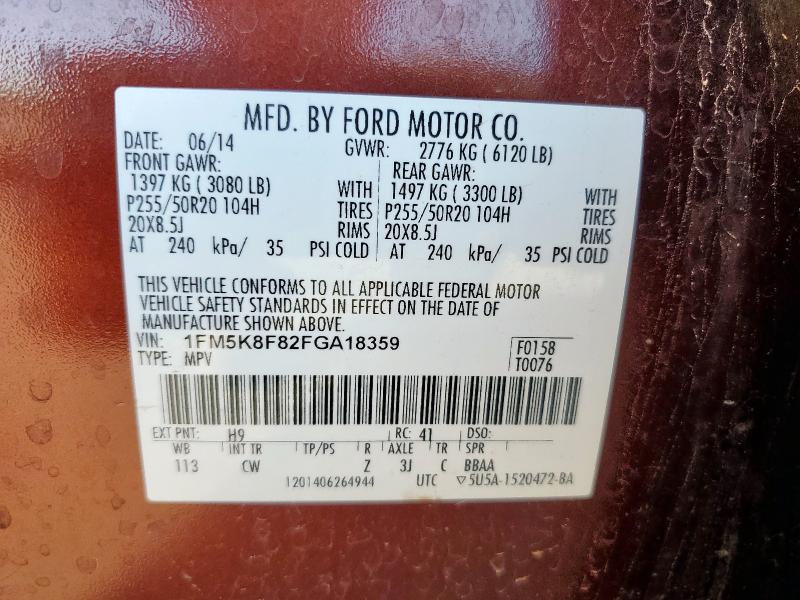 MFD. BY FORD MOTOR CO.
DATE: 06/14 GVWR: 2776 KG ( 6120 LB)
FRONT GAWR: REAR GAWR:
1397 KG ( 3080 LB) WITH 1497 KG ( 3300 LB) WITH
P255/50R20 104H TIRES P255/50R20 104H TIRES
20X8.5J RIMS 20X8.5J RIMS
AT 240 kPa/ 35 PSI COLD AT 240 kPa/ 35 PSI COLD
THIS VEHICLE CONFORMS TO ALL APPLICABLE FEDERAL MOTOR
VEHICLE SAFETY STANDARDS IN EFFECT ON THE DATE OF
MANUFACTURE SHOWN ABOVE.
VIN: 1FM5K8F82FGA18359 F0158
TYPE: MPV T0076
EXT PNT: H9 RC: 41 DSO:
WB INT TR TP/PS R AXLE TR SPR
113 CW Z 3J C BBAA
1201406264944 UTC ▽5U5A-1520472-BA